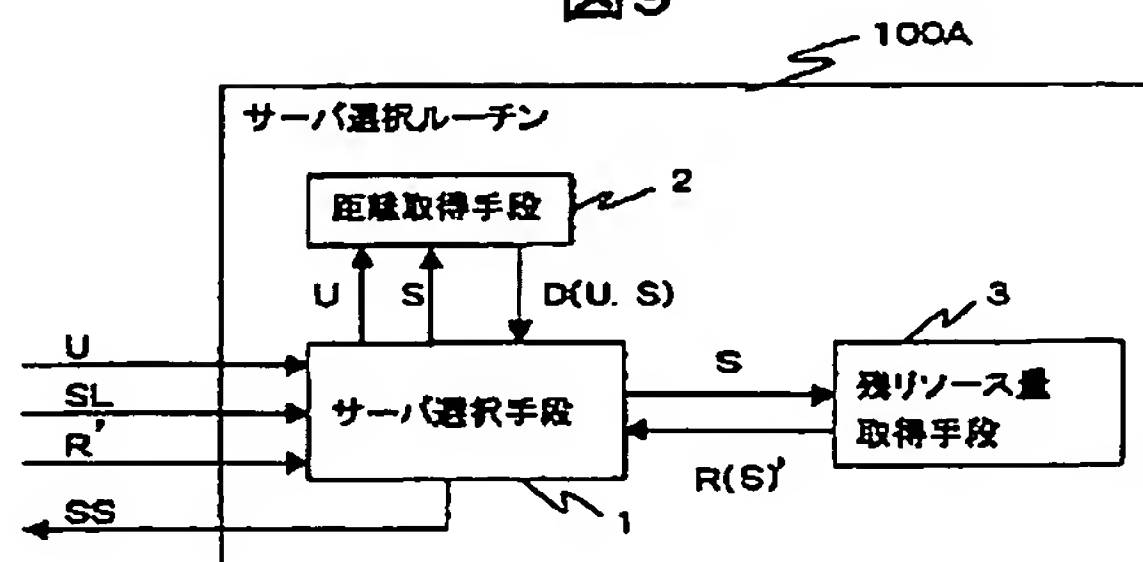 図9
100A
サーバ選択ルーチン
距離取得手段
2
U
S
D(U. S)
3
U
SL
R'
SS
サーバ選択手段
1
S
R(S)'
残リソース量
取得手段